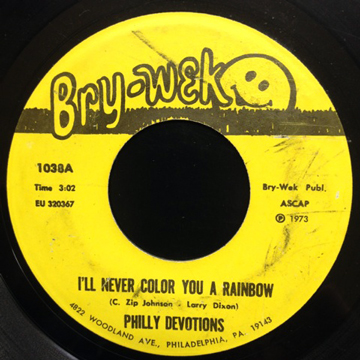 Bry-Wek
1038A
Time 3:02
EU 320367
Bry-Wek Publ.
ASCAP
℗ 1973
I'LL NEVER COLOR YOU A RAINBOW
(C. Zip Johnson - Larry Dixon)
PHILLY DEVOTIONS
4822 WOODLAND AVE., PHILADELPHIA, PA. 19143